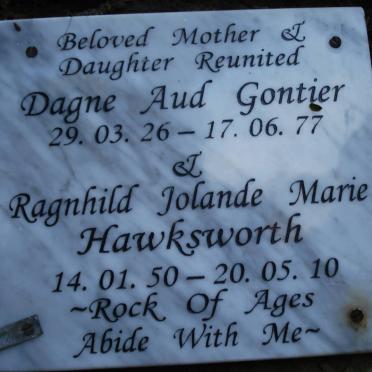 Beloved Mother &
Daughter Reunited
Dagne Aud Gontier
29. 03. 26 – 17. 06. 77
&
Ragnhild Jolande Marie
Hawksworth
14. 01. 50 – 20. 05. 10
~Rock Of Ages
Abide With Me~